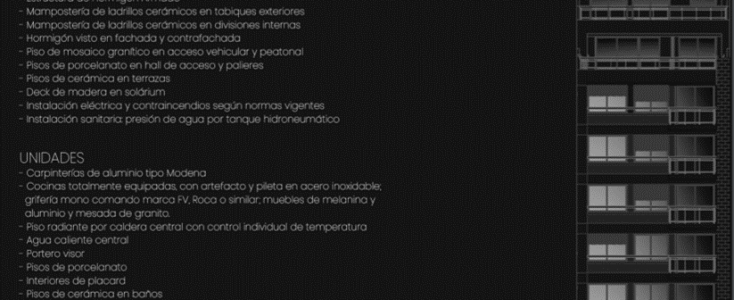 - Mampostería de ladrillos cerámicos en tabiques exteriores
- Mampostería de ladrillos cerámicos en divisiones internas
- Hormigón visto en fachada y contrafachada
- Piso de mosaico granítico en acceso vehicular y peatonal
- Pisos de porcelanato en hall de acceso y palieres
- Pisos de cerámica en terrazas
- Deck de madera en solárium
- Instalación eléctrica y contraincendios según normas vigentes
- Instalación sanitaria: presión de agua por tanque hidroneumático
UNIDADES
- Carpinterías de aluminio tipo Modena
- Cocinas totalmente equipadas, con artefacto y pileta en acero inoxidable;
grifería mono comando marca FV, Roca o similar; muebles de melanina y
aluminio y mesada de granito.
- Piso radiante por caldera central con control individual de temperatura
- Agua caliente central
- Portero visor
- Pisos de porcelanato
- Interiores de placard
- Pisos de cerámica en baños